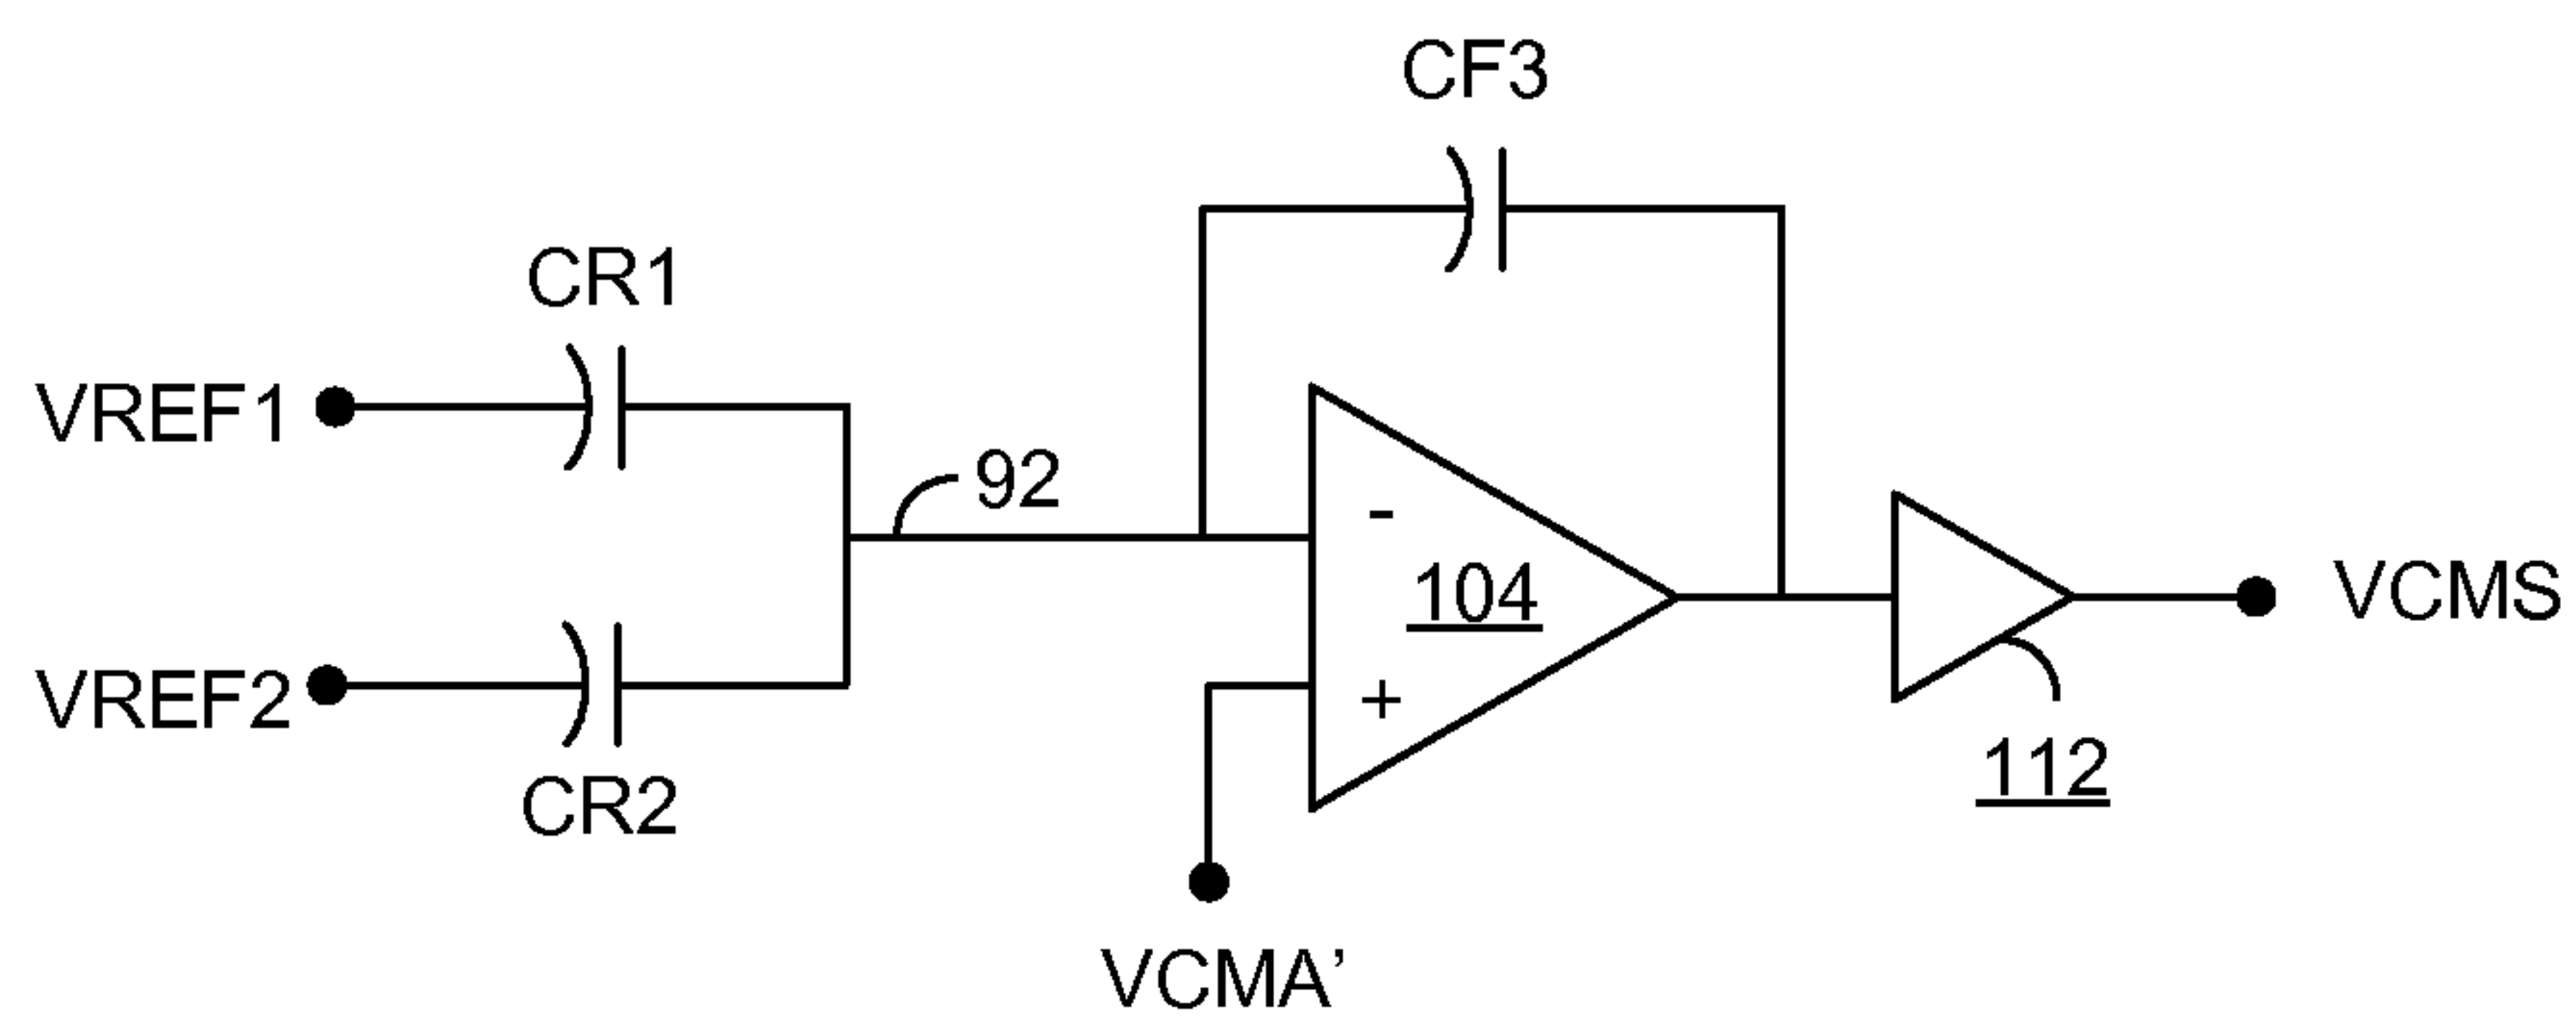 CF3
CR1
VREF1
92
-
104
VCMS
+
VREF2
112
CR2
VCMA’